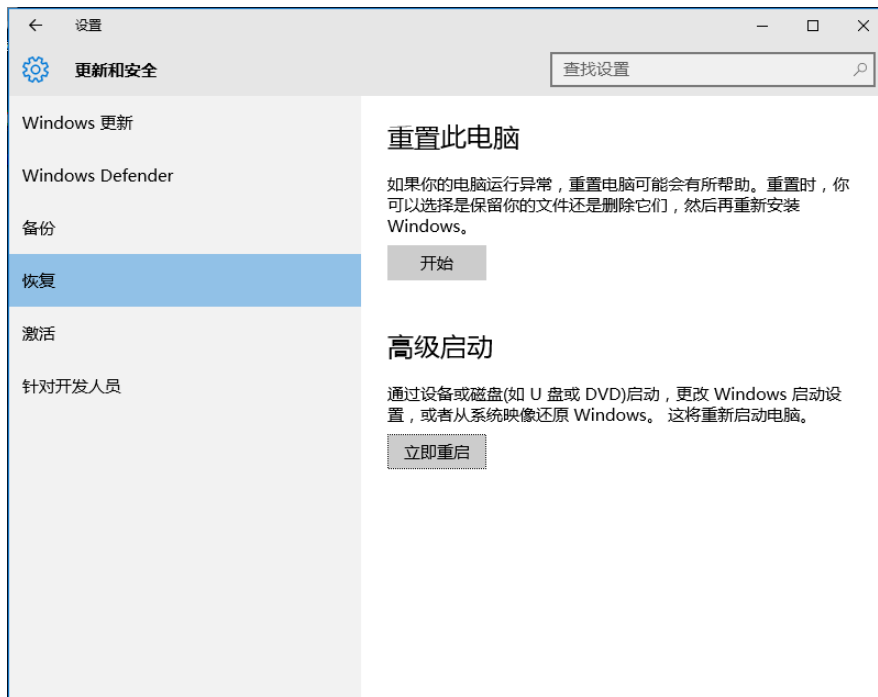 设置
更新和安全
查找设置
Windows 更新
Windows Defender
备份
恢复
激活
针对开发人员
重置此电脑
如果你的电脑运行异常，重置电脑可能会有所帮助。重置时，你
可以选择是保留你的文件还是删除它们，然后再重新安装
Windows。
开始
高级启动
通过设备或磁盘(如 U 盘或 DVD)启动，更改 Windows 启动设
置，或者从系统映像还原 Windows。 这将重新启动电脑。
立即重启